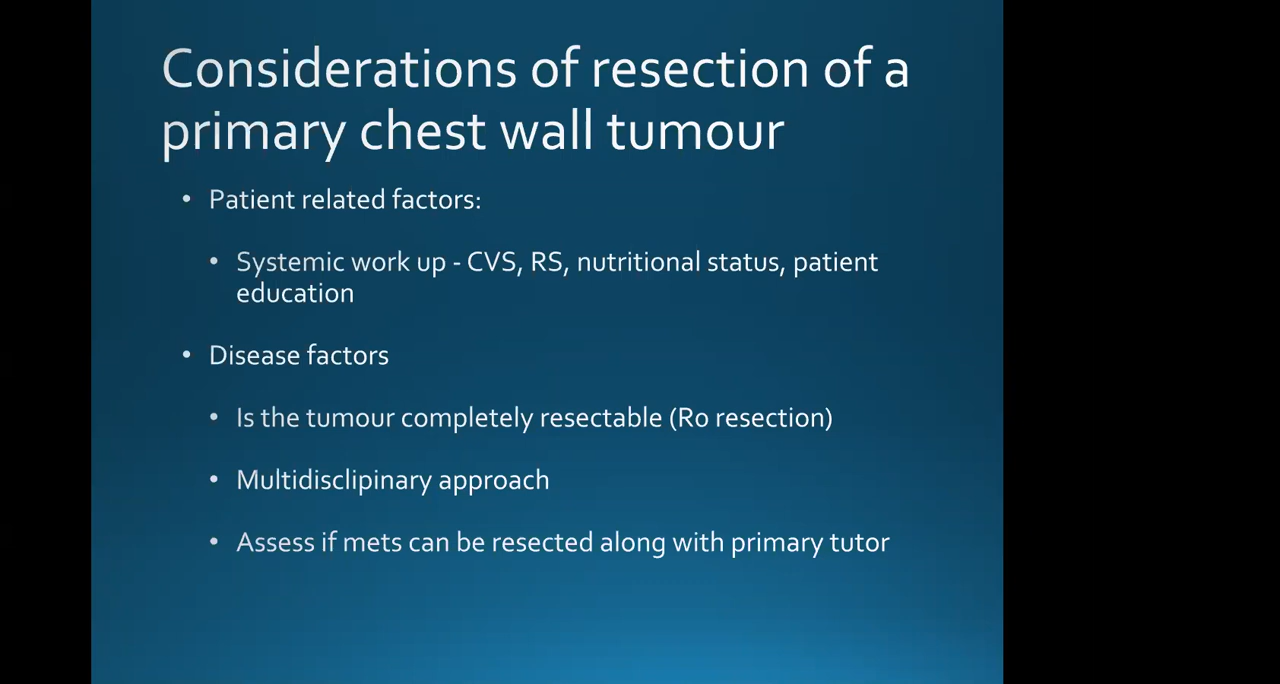 Considerations of resection of a
primary chest wall tumour
• Patient related factors:
• Systemic work up - CVS, RS, nutritional status, patient
education
• Disease factors
• Is the tumour completely resectable (R0 resection)
• Multidisclipinary approach
• Assess if mets can be resected along with primary tutor